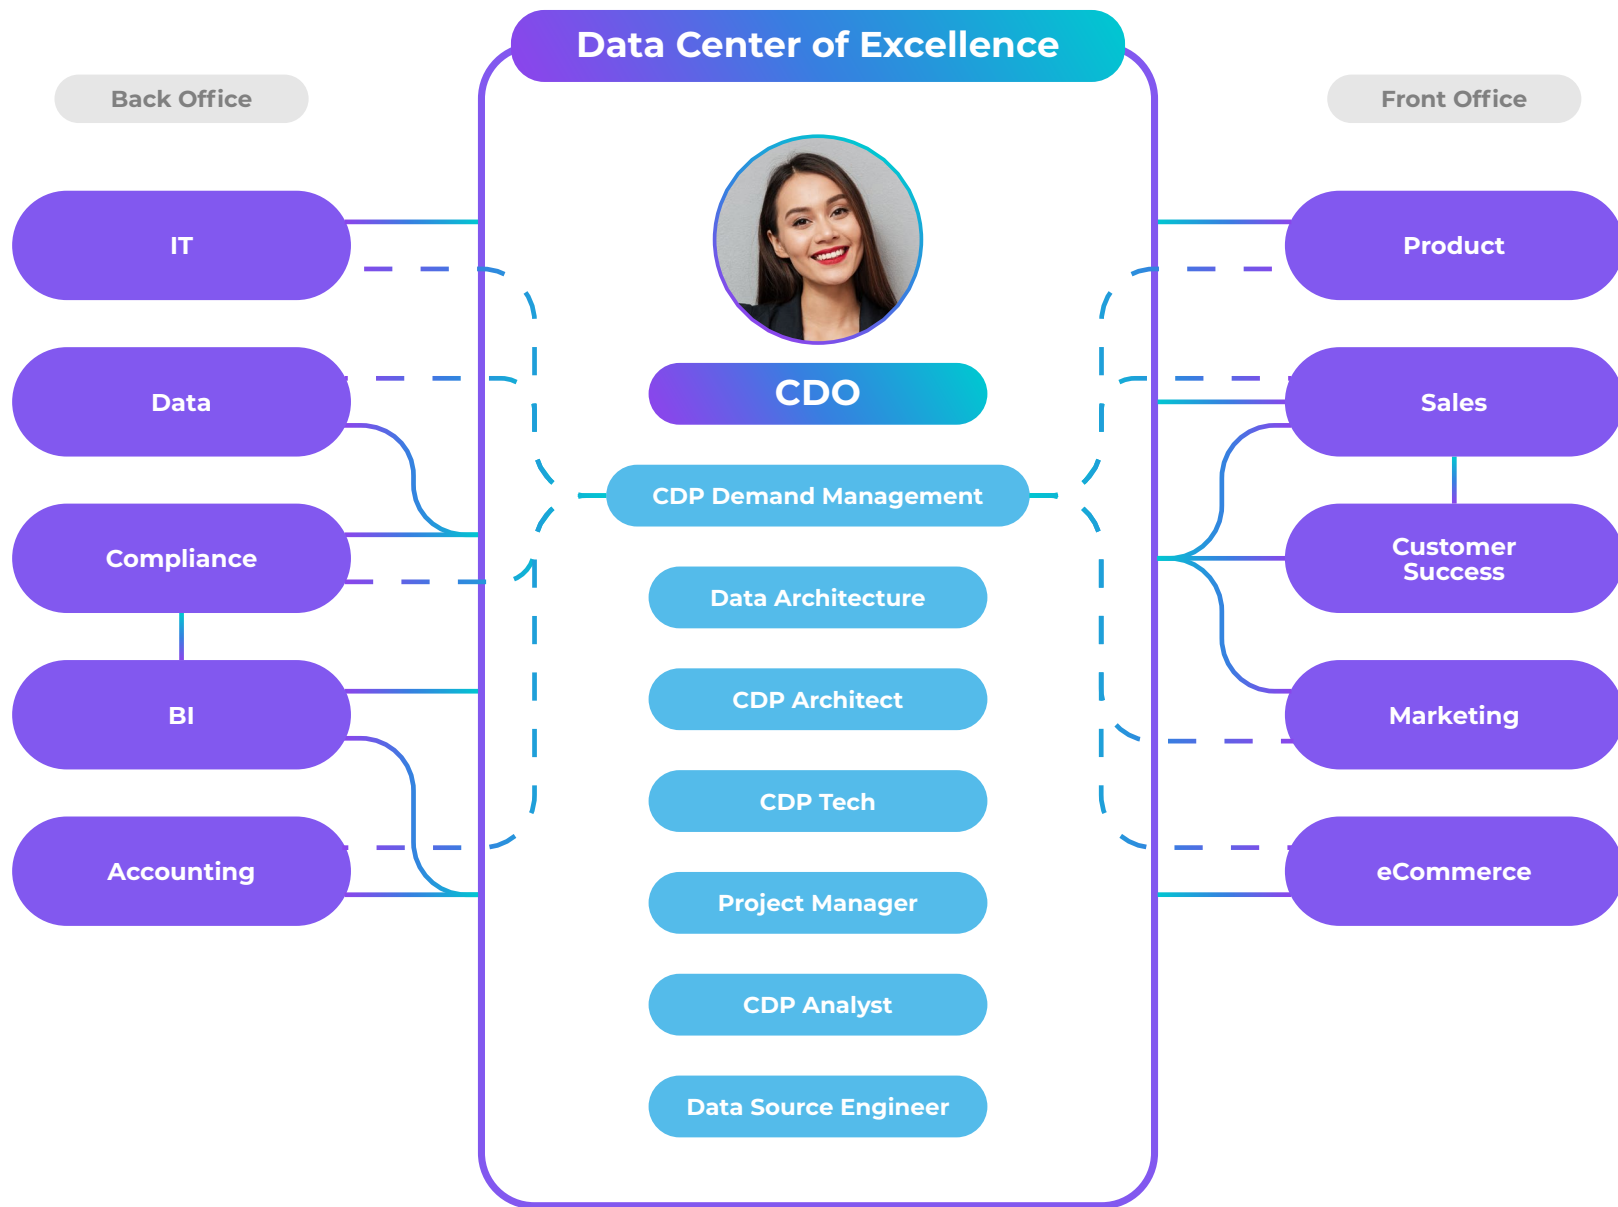 Data Center of Excellence
Back Office
Front Office
IT
Data
Compliance
BI
Accounting
CDO
CDP Demand Management
Data Architecture
CDP Architect
CDP Tech
Project Manager
CDP Analyst
Data Source Engineer
Product
Sales
Customer
Success
Marketing
eCommerce